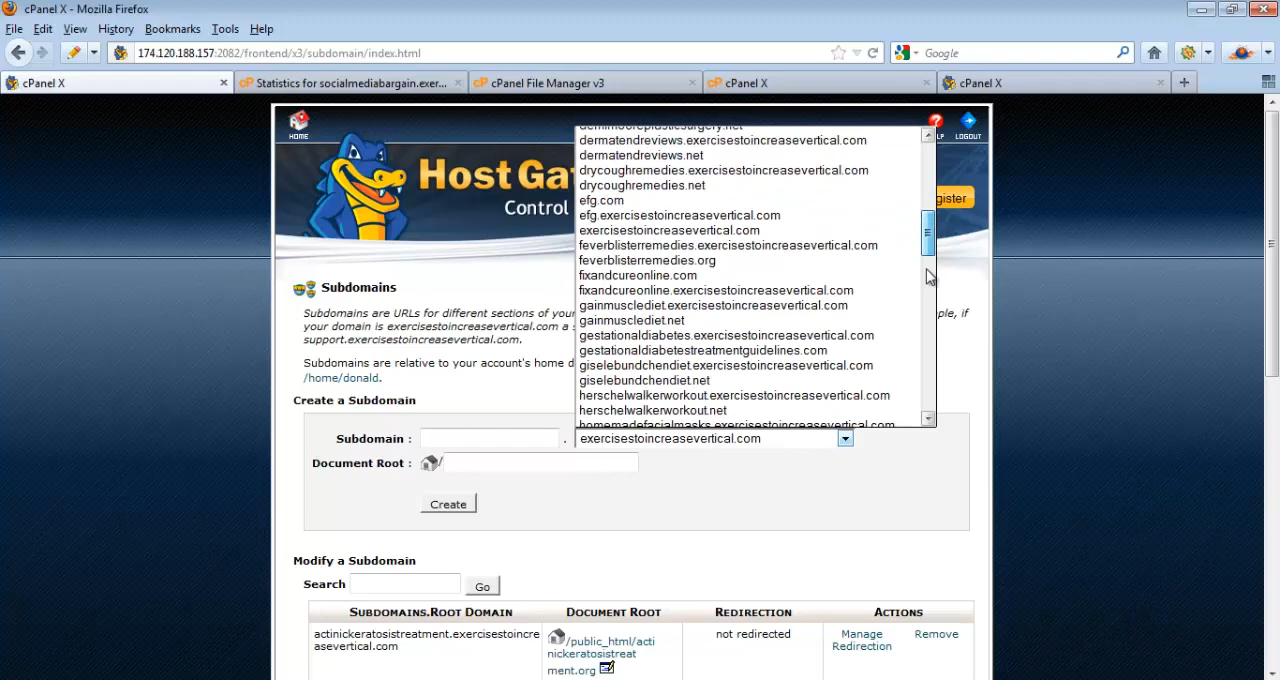 cPanel X - Mozilla Firefox
File Edit View History Bookmarks Tools Help
174.120.188.157:2082/frontend/x3/subdomain/index.html
Google
cPanel X
Statistics for socialmediabargain.exer...
cPanel File Manager v3
cPanel X
cPanel X
HOME
LP
LOGOUT
Host Ga
Control
ister
demimooreplasticsurgery.net
dermatendreviews.exercisestoincreasevertical.com
dermatendreviews.net
drycoughremedies.exercisestoincreasevertical.com
drycoughremedies.net
efg.com
efg.exercisestoincreasevertical.com
exercisestoincreasevertical.com
feverblisterremedies.exercisestoincreasevertical.com
feverblisterremedies.org
fixandcureonline.com
fixandcureonline.exercisestoincreasevertical.com
gainmusclediet.exercisestoincreasevertical.com
gainmusclediet.net
gestationaldiabetes.exercisestoincreasevertical.com
gestationaldiabetestreatmentguidelines.com
giselebundchendiet.exercisestoincreasevertical.com
giselebundchendiet.net
herschelwalkerworkout.exercisestoincreasevertical.com
herschelwalkerworkout.net
homemadefacialmasks.exercisestoincreasevertical.com
Subdomains
Subdomains are URLs for different sections of your
ple, if
your domain is exercisestoincreasevertical.com a s
support.exercisestoincreasevertical.com.
Subdomains are relative to your account's home d
/home/donald.
Create a Subdomain
Subdomain : . exercisestoincreasevertical.com
Document Root : /
Create
Modify a Subdomain
Search Go
SUBDOMAINS.ROOT DOMAIN DOCUMENT ROOT REDIRECTION ACTIONS
actinickeratosistreatment.exercisestoincre
asevertical.com
/public_html/acti
nickeratosistreat
ment.org
not redirected
Manage
Redirection
Remove